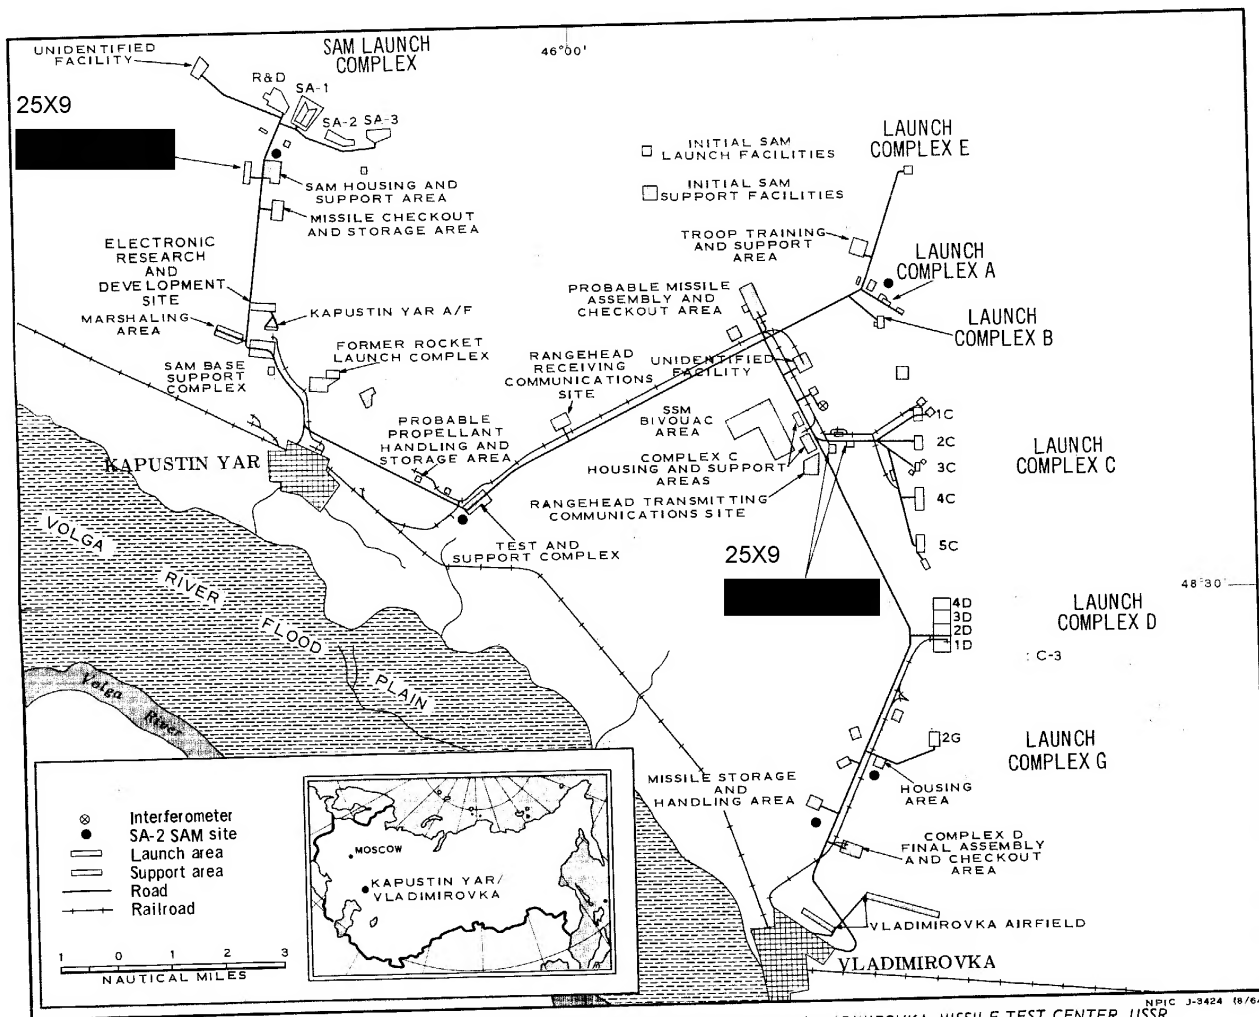 UNIDENTIFIED
FACILITY
SAM LAUNCH
COMPLEX
46°00'
25X9
R&D
SA-1
SA-2
SA-3
SAM HOUSING AND
SUPPORT AREA
MISSILE CHECKOUT
AND STORAGE AREA
INITIAL SAM
LAUNCH FACILITIES
INITIAL SAM
SUPPORT FACILITIES
LAUNCH
COMPLEX E
TROOP TRAINING
AND SUPPORT
AREA
LAUNCH
COMPLEX A
LAUNCH
COMPLEX B
ELECTRONIC
RESEARCH
AND
DEVELOPMENT
SITE
MARSHALING
AREA
KAPUSTIN YAR A/F
SAM BASE
SUPPORT
COMPLEX
FORMER ROCKET
LAUNCH COMPLEX
PROBABLE MISSILE
ASSEMBLY AND
CHECKOUT AREA
RANGEHEAD
RECEIVING
COMMUNICATIONS
SITE
UNIDENTIFIED
FACILITY
PROBABLE
PROPELLANT
HANDLING AND
STORAGE AREA
SSM
BIVOUAC
AREA
COMPLEX C
HOUSING AND SUPPORT
AREAS
RANGEHEAD TRANSMITTING
COMMUNICATIONS SITE
1C
2C
3C
4C
5C
LAUNCH
COMPLEX C
KAPUSTIN YAR
TEST AND
SUPPORT COMPLEX
25X9
48°30'
4D
3D
2D
1D
LAUNCH
COMPLEX D
: C-3
VOLGA
RIVER
FLOOD
PLAIN
Volga
River
2G
LAUNCH
COMPLEX G
HOUSING
AREA
MISSILE STORAGE
AND
HANDLING AREA
COMPLEX D
FINAL ASSEMBLY
AND CHECKOUT
AREA
VLADIMIROVKA AIRFIELD
VLADIMIROVKA
Interferometer
SA-2 SAM site
Launch area
Support area
Road
Railroad
1 0 1 2 3
NAUTICAL MILES
MOSCOW
KAPUSTIN YAR/
VLADIMIROVKA
NPIC J-3424 (8/64
MISSILE TEST CENTER, USSR